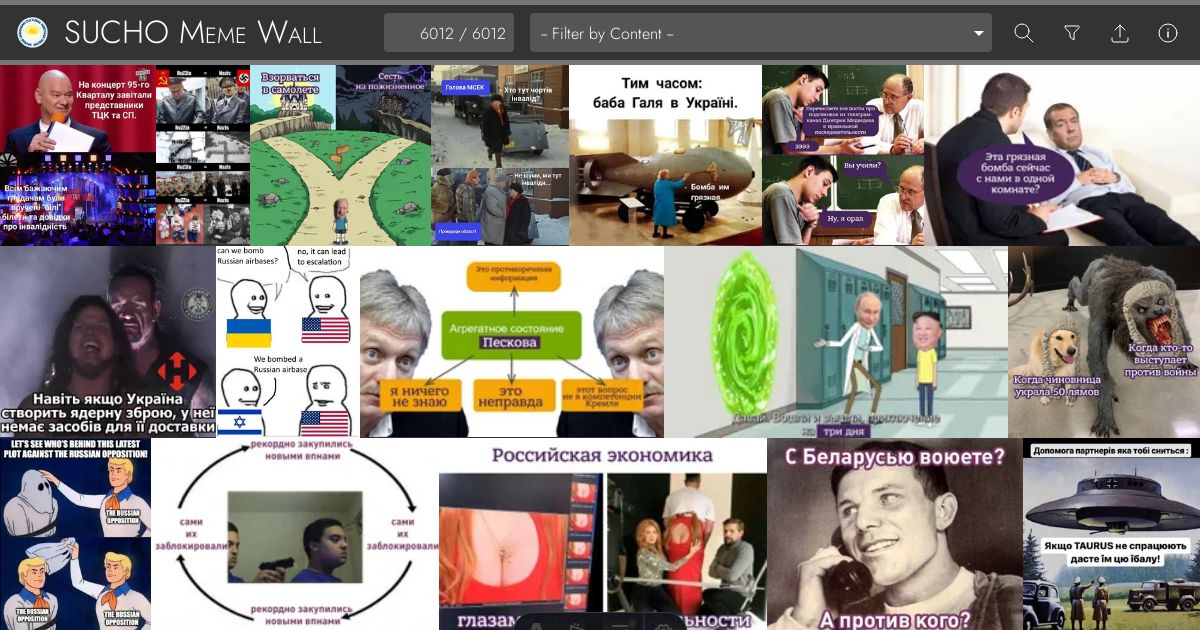 SUCHO MEME WALL
6012 / 6012
– Filter by Content –
На концерт 95-го
Кварталу завітали
представники
ТЦК та СП.
Всім бажаючим
глядачам були
вручені "білі"
білети та довідки
про інвалідність
RuZZia = Nazis
RuZZia = Nazis
RuZZia = Nazis
RuZZia = Nazis
Взорваться
в самолете
Сесть
на пожизненное
Голова МСЕК
Хто тут чортів
інвалід?
Не шуми, ми тут
інваліди...
Прокурори області
Тим часом:
баба Галя в Україні.
Бомба им
грязная.
Перечислите все посты про
подсвинков из телеграм-
канал Дмитрия Медведева
в правильной
последовательности
ээээ
Вы учили?
Ну, я орал
Эта грязная
бомба сейчас
с нами в одной
комнате?
Навіть якщо Україна
створить ядерну зброю, у неї
немає засобів для її доставки
can we bomb
Russian airbases?
no, it can lead
to escalation
We bombed a
Russian airbase
Это противоречивая
информация
Агрегатное состояние
Пескова
я ничего
не знаю
это
неправда
этот вопрос
не в компетенции
Кремля
Давай! Вошли и вышли, приключение
на три дня
Когда чиновница
украла 50 лямов
Когда кто-то
выступает
против войны
LET'S SEE WHO'S BEHIND THIS LATEST
PLOT AGAINST THE RUSSIAN OPPOSITION!
THE RUSSIAN
OPPOSITION
THE RUSSIAN
OPPOSITION
THE RUSSIAN
OPPOSITION
рекордно закупились
новыми впнами
сами
их
заблокировали
сами
их
заблокировали
рекордно закупились
новыми впнами
Российская экономика
глазам
ьности
С Беларусью воюете?
А против кого?
Допомога партнерів яка тобі сниться :
Якщо TAURUS не спрацюють
дасте їм цю їбалу!